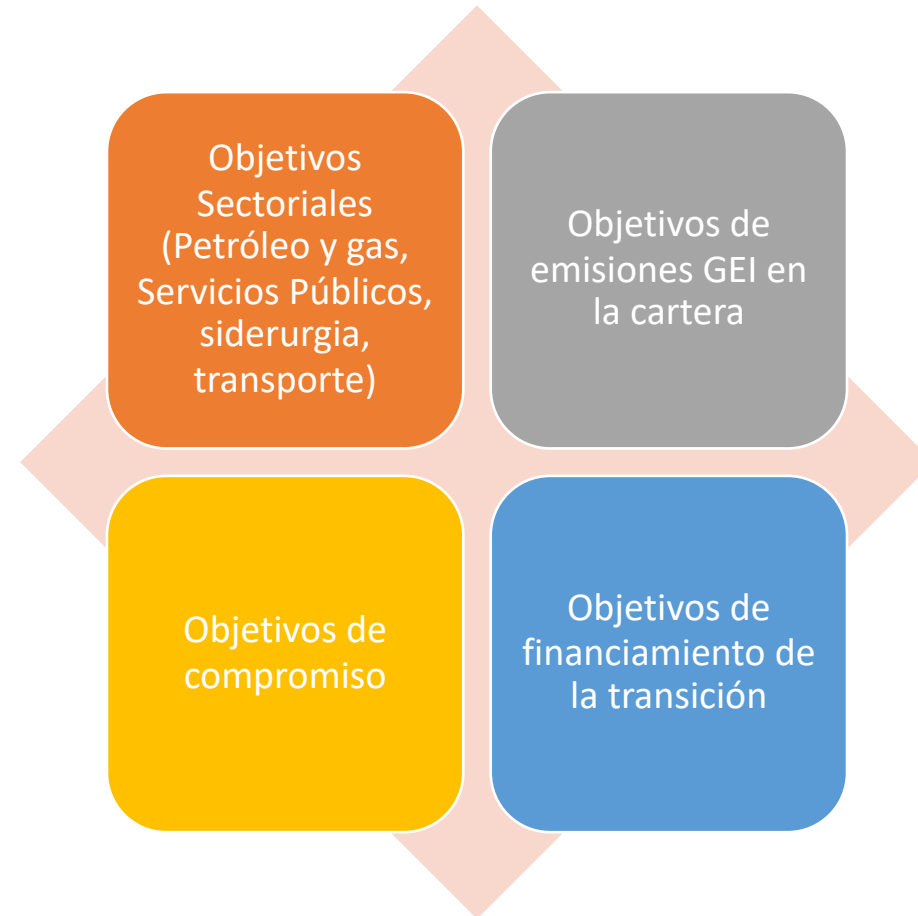 Objetivos
Sectoriales
(Petróleo y gas,
Servicios Públicos,
siderurgia,
transporte)
Objetivos de
emisiones GEI en
la cartera
Objetivos de
compromiso
Objetivos de
financiamiento de
la transición